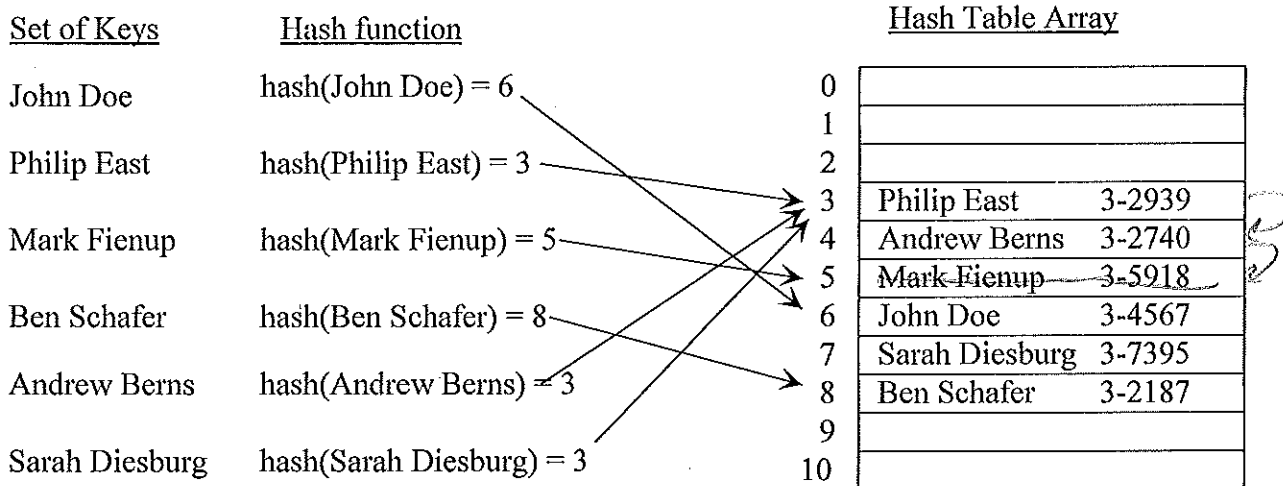 Set of Keys Hash function Hash Table Array
John Doe hash(John Doe) = 6
Philip East hash(Philip East) = 3
Mark Fienup hash(Mark Fienup) = 5
Ben Schafer hash(Ben Schafer) = 8
Andrew Berns hash(Andrew Berns) = 3
Sarah Diesburg hash(Sarah Diesburg) = 3
0
1
2
3 Philip East 3-2939
4 Andrew Berns 3-2740
5 Mark Fienup 3-5918
6 John Doe 3-4567
7 Sarah Diesburg 3-7395
8 Ben Schafer 3-2187
9
10